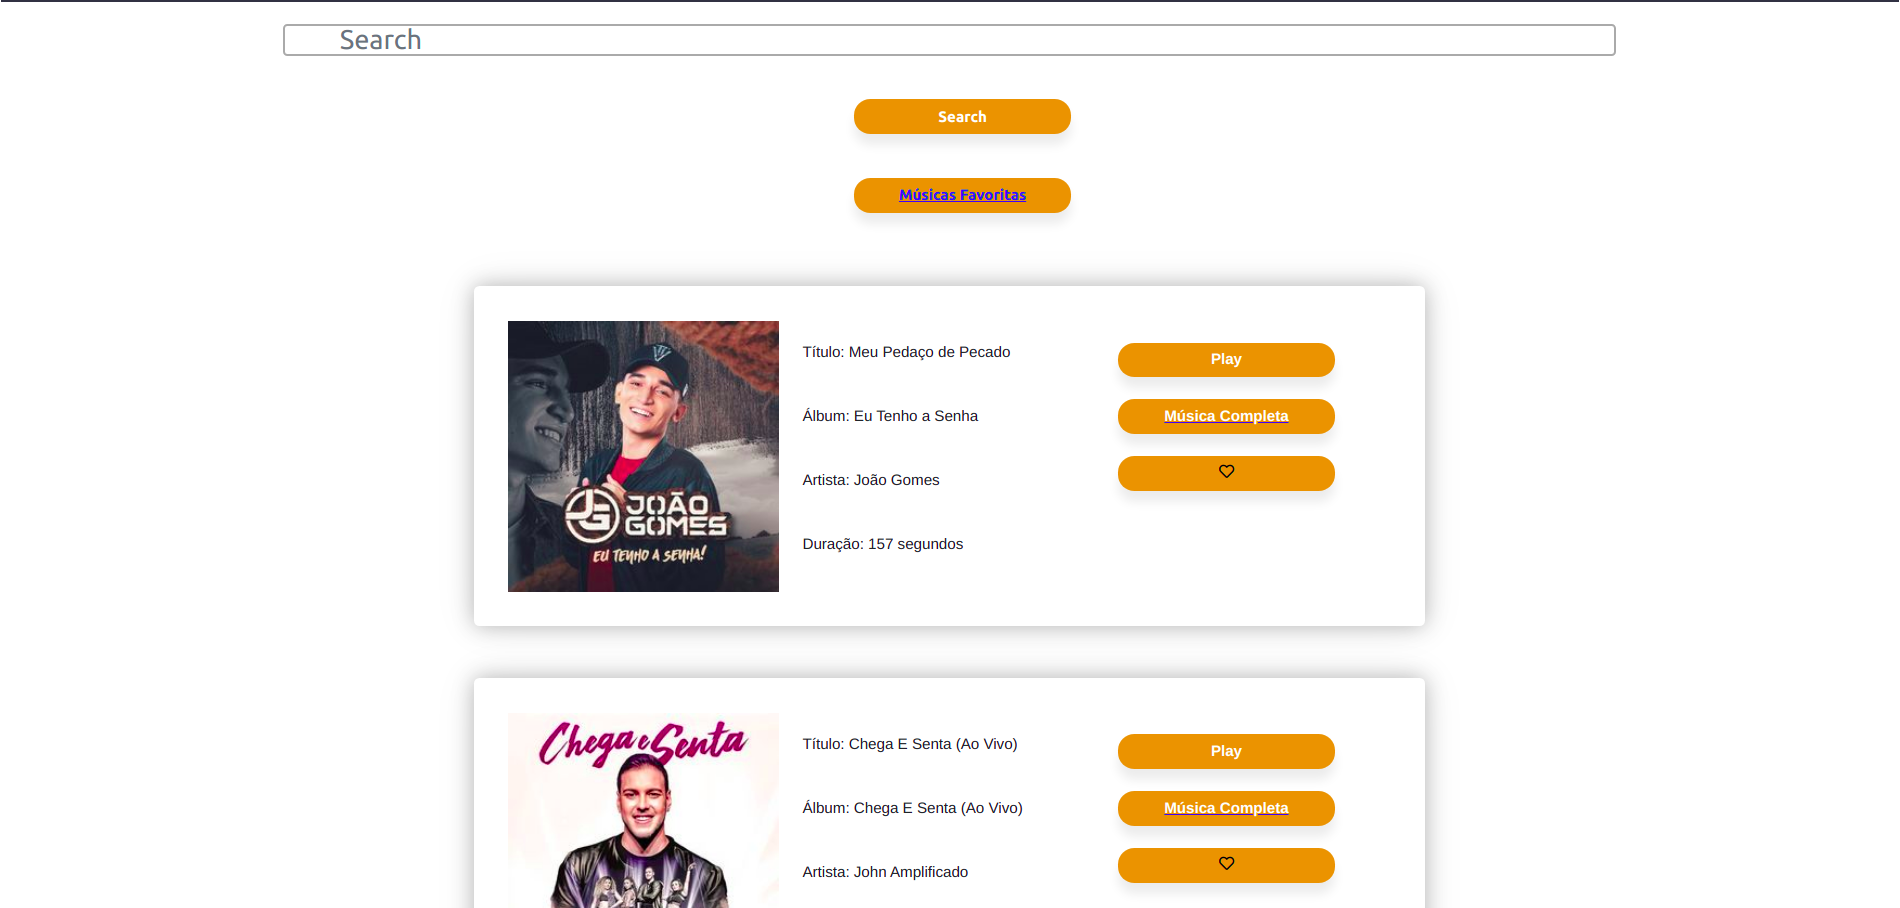 Search
Search
Músicas Favoritas
JOÃO
GOMES
EU TENHO A SENHA!
Título: Meu Pedaço de Pecado
Play
Álbum: Eu Tenho a Senha
Música Completa
Artista: João Gomes
Duração: 157 segundos
Chega e Senta
Título: Chega E Senta (Ao Vivo)
Play
Álbum: Chega E Senta (Ao Vivo)
Música Completa
Artista: John Amplificado